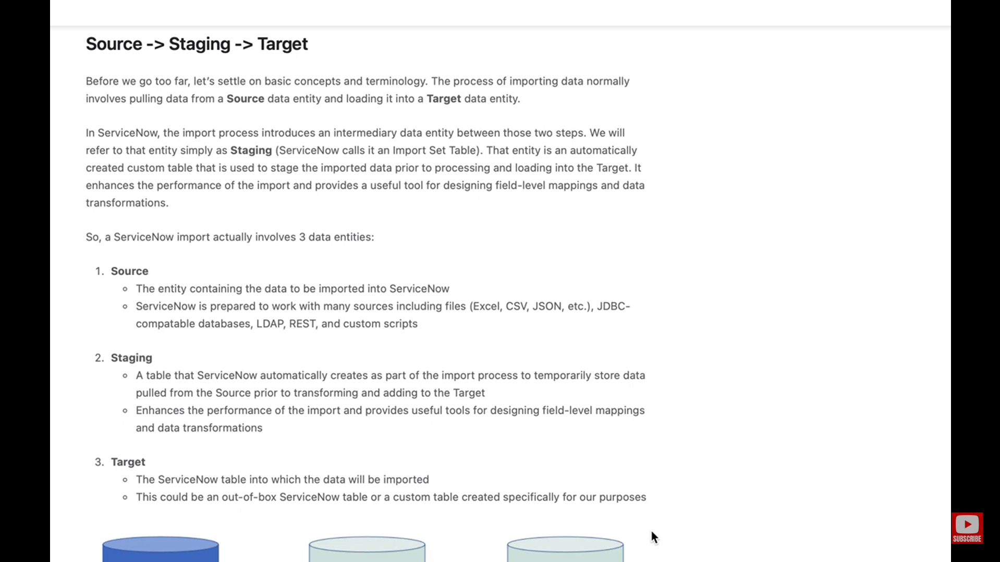 Source -> Staging -> Target
Before we go too far, let’s settle on basic concepts and terminology. The process of importing data normally
involves pulling data from a Source data entity and loading it into a Target data entity.
In ServiceNow, the import process introduces an intermediary data entity between those two steps. We will
refer to that entity simply as Staging (ServiceNow calls it an Import Set Table). That entity is an automatically
created custom table that is used to stage the imported data prior to processing and loading into the Target. It
enhances the performance of the import and provides a useful tool for designing field-level mappings and data
transformations.
So, a ServiceNow import actually involves 3 data entities:
1. Source
The entity containing the data to be imported into ServiceNow
ServiceNow is prepared to work with many sources including files (Excel, CSV, JSON, etc.), JDBC-
compatable databases, LDAP, REST, and custom scripts
2. Staging
A table that ServiceNow automatically creates as part of the import process to temporarily store data
pulled from the Source prior to transforming and adding to the Target
Enhances the performance of the import and provides useful tools for designing field-level mappings
and data transformations
3. Target
The ServiceNow table into which the data will be imported
This could be an out-of-box ServiceNow table or a custom table created specifically for our purposes
SUBSCRIBE